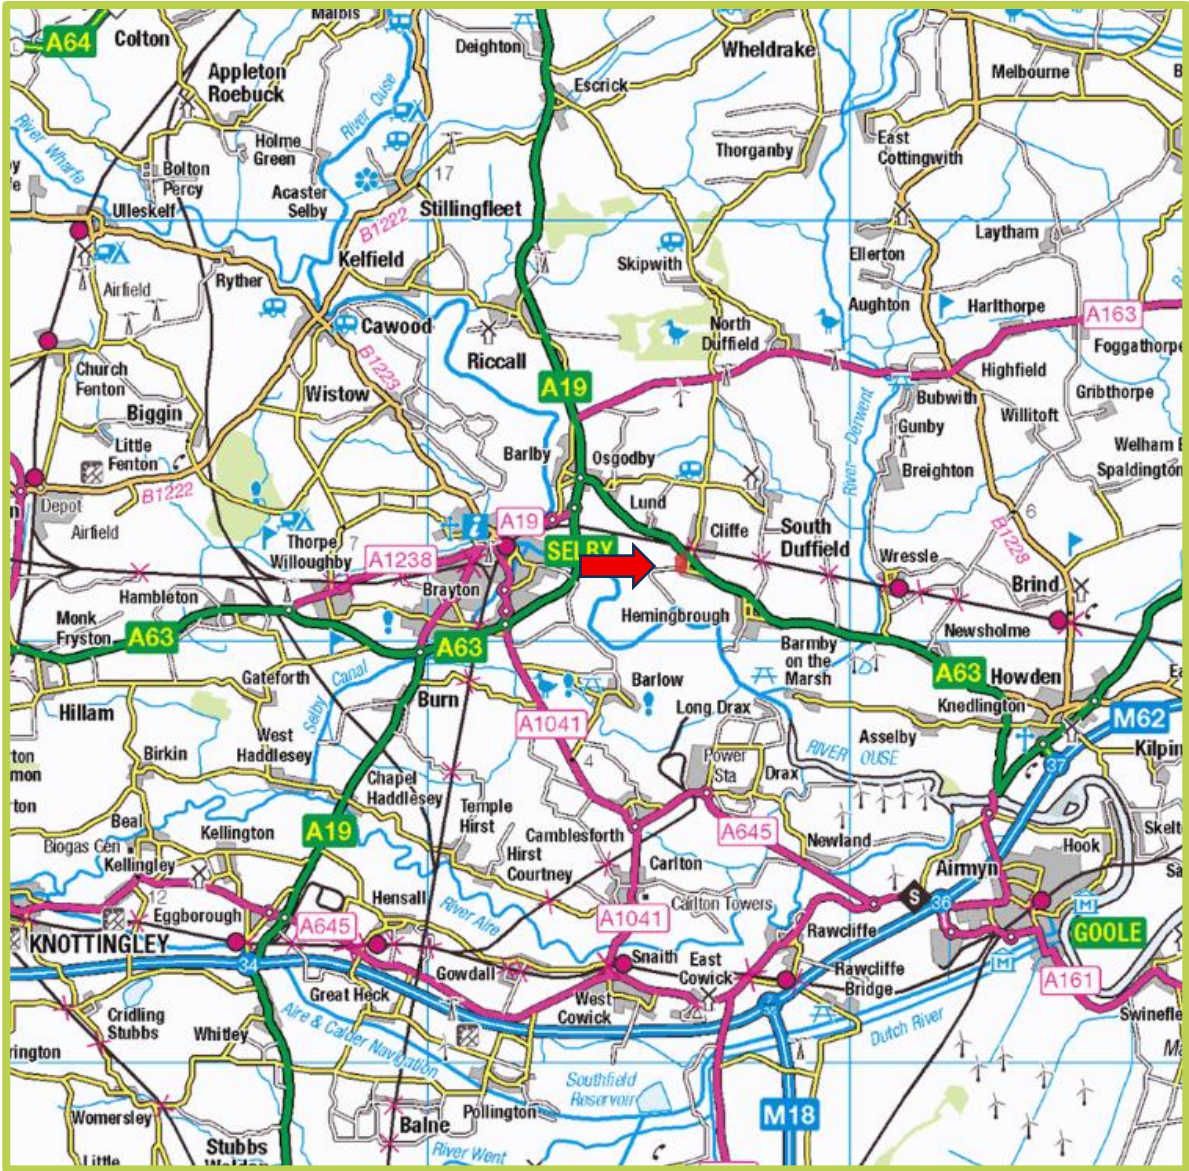 A64
Colton
Malbis
Deighton
Wheldrake
Melbourne
Appleton
Roebuck
River Ouse
Escrick
River Wharfe
Holme
Green
Thorganby
East
Cottingwith
Bolton
Percy
Acaster
Selby
17
Ulleskelf
B1222
Stillingfleet
Laytham
Kelfield
Skipwith
Ellerton
Ryther
Airfield
Aughton
Harlthorpe
A163
Cawood
North
Duffield
Foggathorpe
Church
Fenton
B1223
Riccall
A19
Highfield
Wistow
Bubwith
Gribthorpe
Biggin
River Derwent
Gunby
Willitoft
Little
Fenton
Barlby
Osgodby
Breighton
Welham B
Spaldington
B1222
Depot
Airfield
A19
Lund
Cliffe
South
Duffield
6
B1228
Thorpe
Willoughby
7
A1238
SELBY
Wressle
Brind
Hambleton
Brayton
Hemingbrough
Newsholme
Monk
Fryston
A63
A63
Barmby
on the
Marsh
A63
Howden
Gateforth
Selby Canal
Burn
Barlow
Knedlington
Hillam
A1041
Long Drax
M62
West
Haddlesey
Asselby
Kilpin
Birkin
Power
Sta
RIVER OUSE
37
4
Drax
Chapel
Haddlesey
Temple
Hirst
Beal
A19
Kellington
Camblesforth
A645
Newland
Skelt
Biogas Gen
Kellingley
Hirst
Courtney
Carlton
Hook
Airmyn
12
Hensall
Carlton Towers
S
36
Eggborough
A645
River Aire
A1041
KNOTTINGLEY
Rawcliffe
GOOLE
34
Gowdall
Snaith
East
Cowick
Rawcliffe
Bridge
A161
Great Heck
West
Cowick
Cridling
Stubbs
Aire & Calder Navigation
Dutch River
Swinefle
Whitley
rington
Southfield
Reservoir
Womersley
Pollington
M18
Balne
Stubbs
Walden
River Went
Little